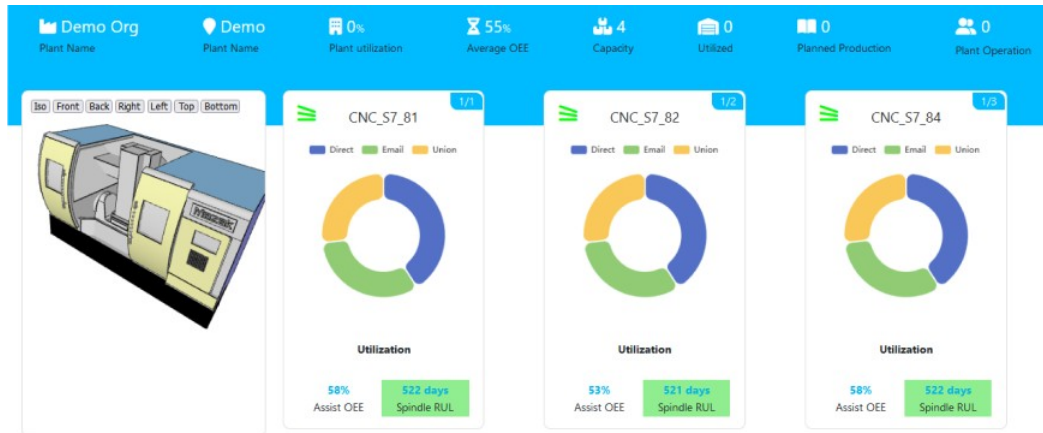 Demo Org
Plant Name
Demo
Plant Name
0%
Plant utilization
55%
Average OEE
4
Capacity
0
Utilized
0
Planned Production
0
Plant Operation
Iso Front Back Right Left Top Bottom
1/1
CNC_S7_81
Direct Email Union
Utilization
58%
Assist OEE
522 days
Spindle RUL
1/2
CNC_S7_82
Direct Email Union
Utilization
53%
Assist OEE
521 days
Spindle RUL
1/3
CNC_S7_84
Direct Email Union
Utilization
58%
Assist OEE
522 days
Spindle RUL